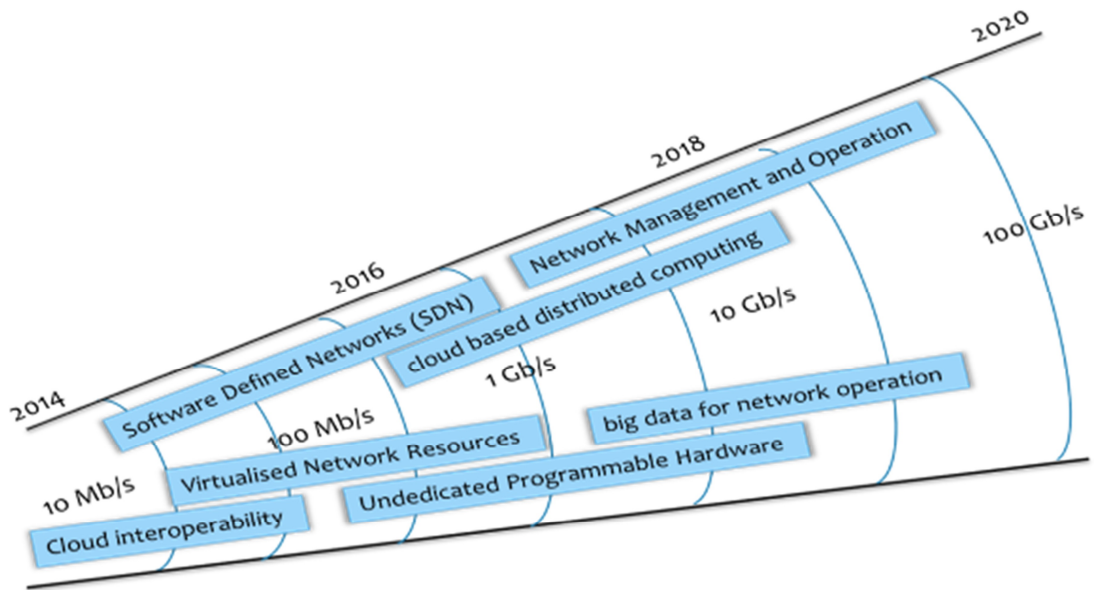 2020
2018
2016
2014
Network Management and Operation
Software Defined Networks (SDN)
cloud based distributed computing
100 Gb/s
10 Gb/s
1 Gb/s
100 Mb/s
10 Mb/s
big data for network operation
Virtualised Network Resources
Undedicated Programmable Hardware
Cloud interoperability